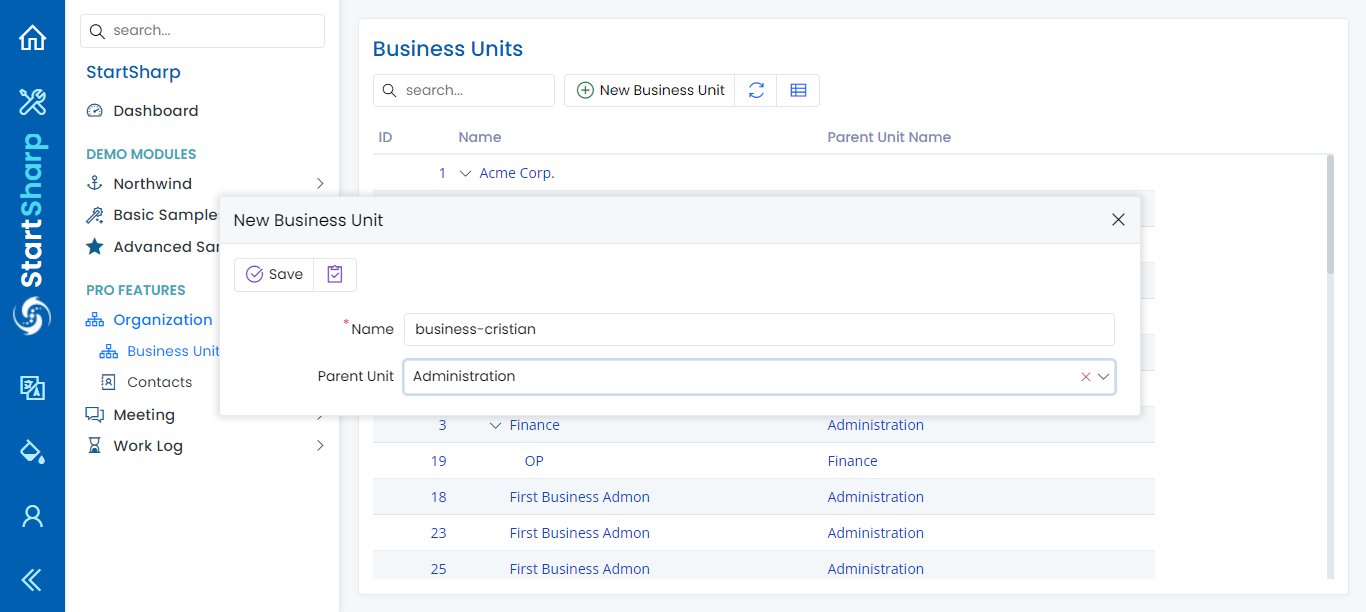 StartSharp
search...
StartSharp
Dashboard
DEMO MODULES
Northwind
Basic Sample
Advanced Sar
PRO FEATURES
Organization
Business Unit
Contacts
Meeting
Work Log
Business Units
search...
New Business Unit
ID Name Parent Unit Name
1 Acme Corp.
New Business Unit
Save
*Name business-cristian
Parent Unit Administration
3 Finance Administration
19 OP Finance
18 First Business Admon Administration
23 First Business Admon Administration
25 First Business Admon Administration